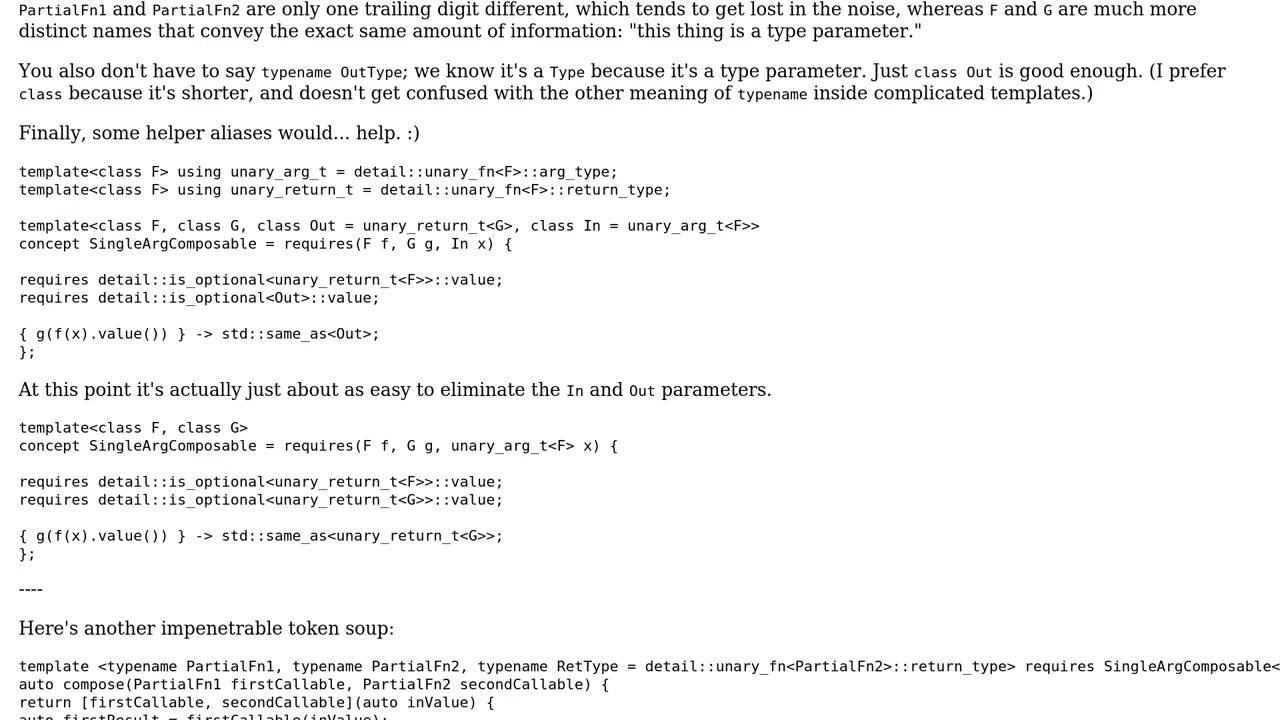 PartialFn1 and PartialFn2 are only one trailing digit different, which tends to get lost in the noise, whereas F and G are much more
distinct names that convey the exact same amount of information: "this thing is a type parameter."
You also don't have to say typename OutType; we know it's a Type because it's a type parameter. Just class Out is good enough. (I prefer
class because it's shorter, and doesn't get confused with the other meaning of typename inside complicated templates.)
Finally, some helper aliases would... help. :)
template<class F> using unary_arg_t = detail::unary_fn<F>::arg_type;
template<class F> using unary_return_t = detail::unary_fn<F>::return_type;
template<class F, class G, class Out = unary_return_t<G>, class In = unary_arg_t<F>>
concept SingleArgComposable = requires(F f, G g, In x) {
requires detail::is_optional<unary_return_t<F>>::value;
requires detail::is_optional<Out>::value;
{ g(f(x).value()) } -> std::same_as<Out>;
};
At this point it's actually just about as easy to eliminate the In and Out parameters.
template<class F, class G>
concept SingleArgComposable = requires(F f, G g, unary_arg_t<F> x) {
requires detail::is_optional<unary_return_t<F>>::value;
requires detail::is_optional<unary_return_t<G>>::value;
{ g(f(x).value()) } -> std::same_as<unary_return_t<G>>;
};
----
Here's another impenetrable token soup:
template <typename PartialFn1, typename PartialFn2, typename RetType = detail::unary_fn<PartialFn2>::return_type> requires SingleArgComposable<
auto compose(PartialFn1 firstCallable, PartialFn2 secondCallable) {
return [firstCallable, secondCallable](auto inValue) {
auto firstResult = firstCallable(inValue);